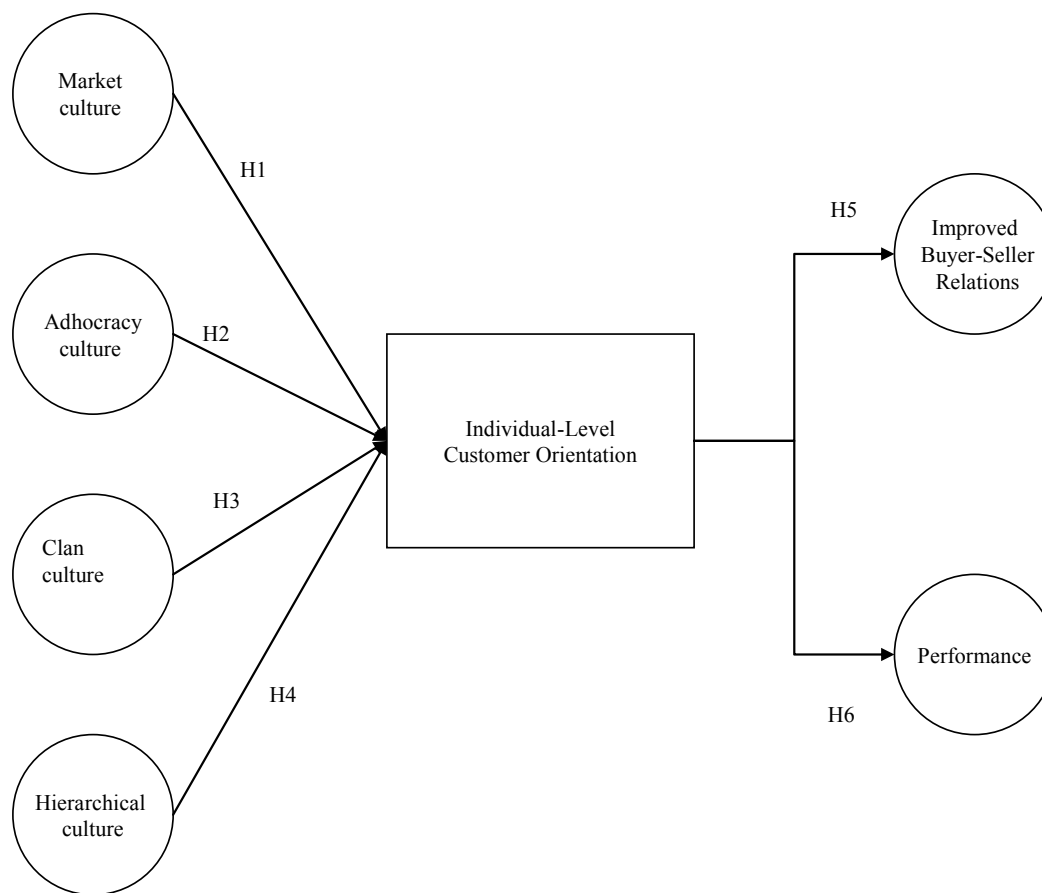 Market
culture
H1
Adhocracy
culture
H2
Clan
culture
H3
Hierarchical
culture
H4
Individual-Level
Customer Orientation
H5
Improved
Buyer-Seller
Relations
Performance
H6